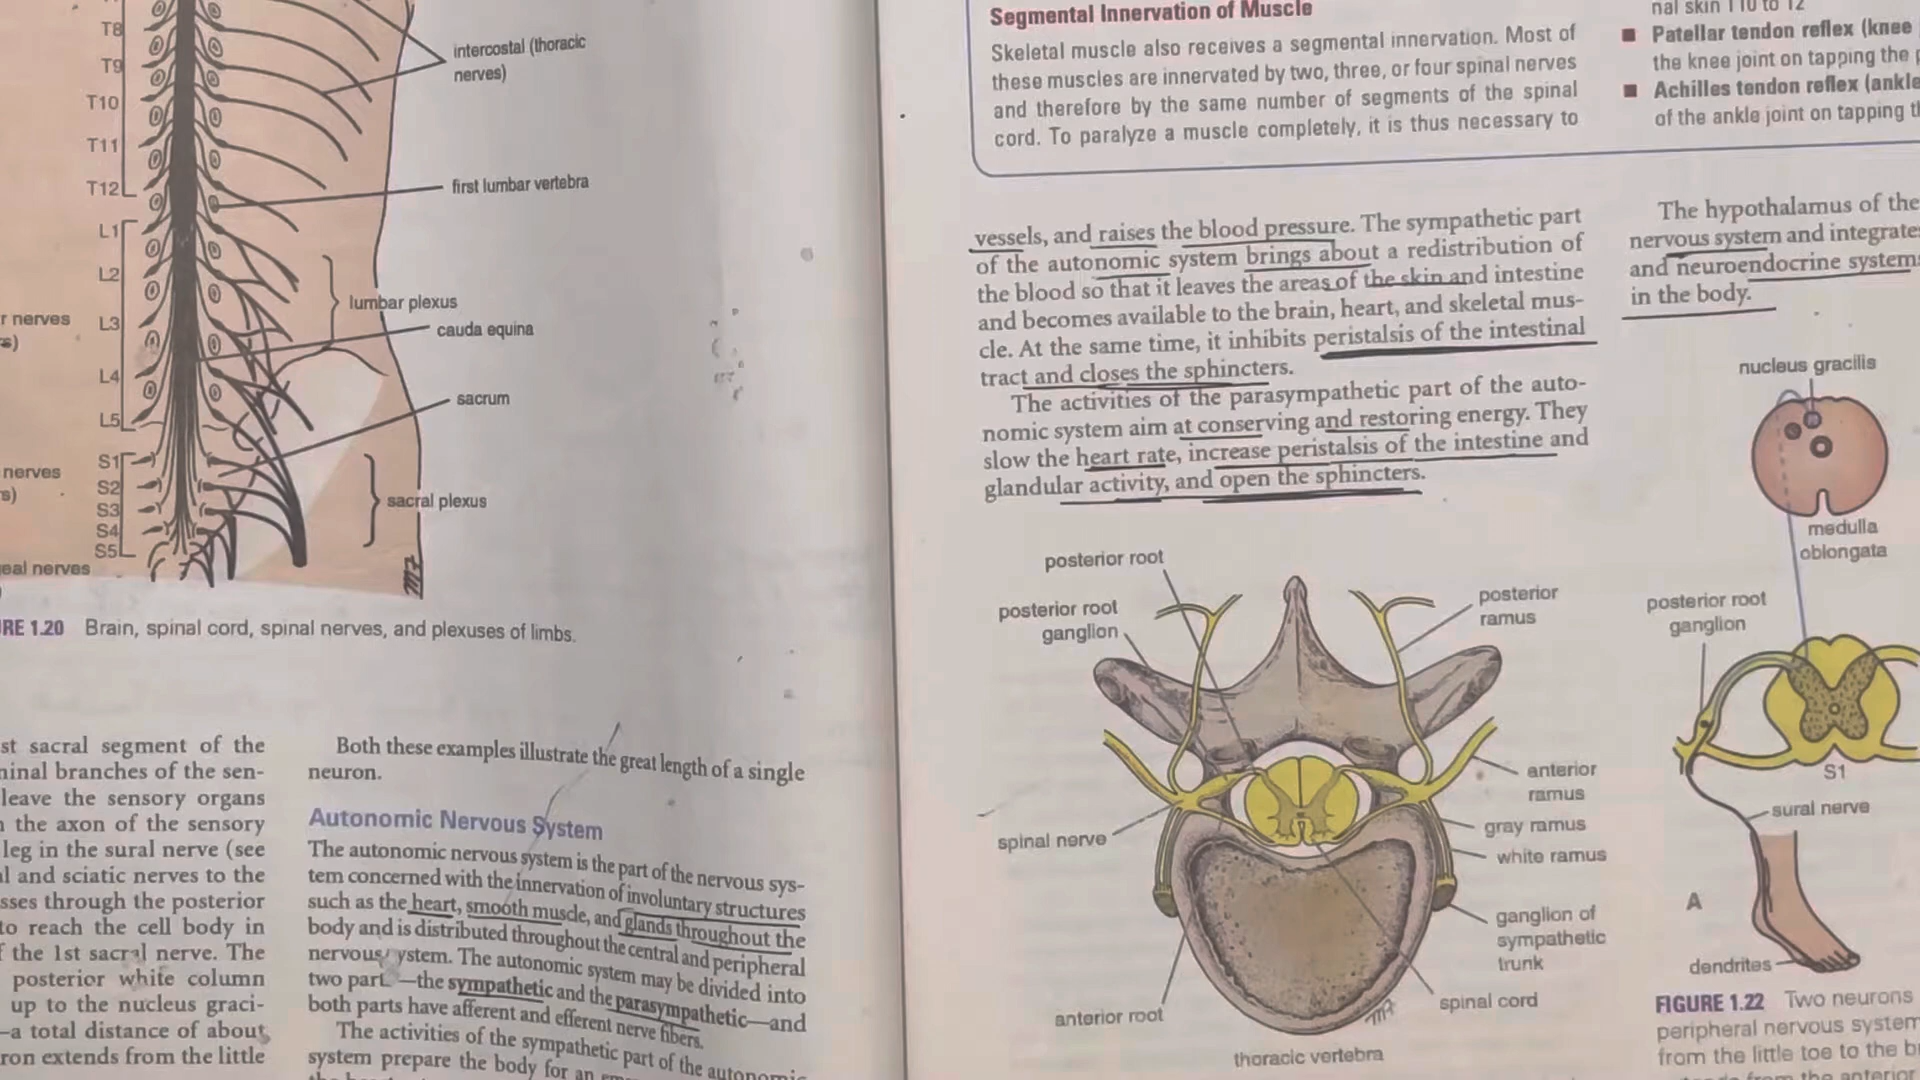 T8
T9
T10
T11
T12
L1
L2
L3
L4
L5
S1
S2
S3
S4
S5
intercostal (thoracic
nerves)
first lumbar vertebra
lumbar plexus
cauda equina
sacrum
sacral plexus
r nerves
nerves
s)
eal nerves
RE 1.20 Brain, spinal cord, spinal nerves, and plexuses of limbs.
st sacral segment of the
ninal branches of the sen-
leave the sensory organs
the axon of the sensory
leg in the sural nerve (see
l and sciatic nerves to the
sses through the posterior
to reach the cell body in
f the 1st sacral nerve. The
posterior white column
up to the nucleus graci-
—a total distance of about
ron extends from the little
Both these examples illustrate the great length of a single
neuron.
Autonomic Nervous System
The autonomic nervous system is the part of the nervous sys-
tem concerned with the innervation of involuntary structures
such as the heart, smooth muscle, and glands throughout the
body and is distributed throughout the central and peripheral
nervous ystem. The autonomic system may be divided into
two part —the sympathetic and the parasympathetic—and
both parts have afferent and efferent nerve fibers.
The activities of the sympathetic part of the autonomic
system prepare the body for an
Segmental Innervation of Muscle
Skeletal muscle also receives a segmental innervation. Most of
these muscles are innervated by two, three, or four spinal nerves
and therefore by the same number of segments of the spinal
cord. To paralyze a muscle completely, it is thus necessary to
nal skin T10 to 12
■ Patellar tendon reflex (knee
the knee joint on tapping the p
■ Achilles tendon reflex (ankle
of the ankle joint on tapping th
vessels, and raises the blood pressure. The sympathetic part
of the autonomic system brings about a redistribution of
the blood so that it leaves the areas of the skin and intestine
and becomes available to the brain, heart, and skeletal mus-
cle. At the same time, it inhibits peristalsis of the intestinal
tract and closes the sphincters.
The activities of the parasympathetic part of the auto-
nomic system aim at conserving and restoring energy. They
slow the heart rate, increase peristalsis of the intestine and
glandular activity, and open the sphincters.
The hypothalamus of the
nervous system and integrate
and neuroendocrine system
in the body.
posterior root
posterior root
ganglion
posterior
ramus
anterior
ramus
spinal nerve
gray ramus
white ramus
ganglion of
sympathetic
trunk
anterior root
spinal cord
thoracic vertebra
nucleus gracilis
medulla
oblongata
posterior root
ganglion
S1
sural nerve
A
dendrites
FIGURE 1.22 Two neurons
peripheral nervous system
from the little toe to the b
from the anterior